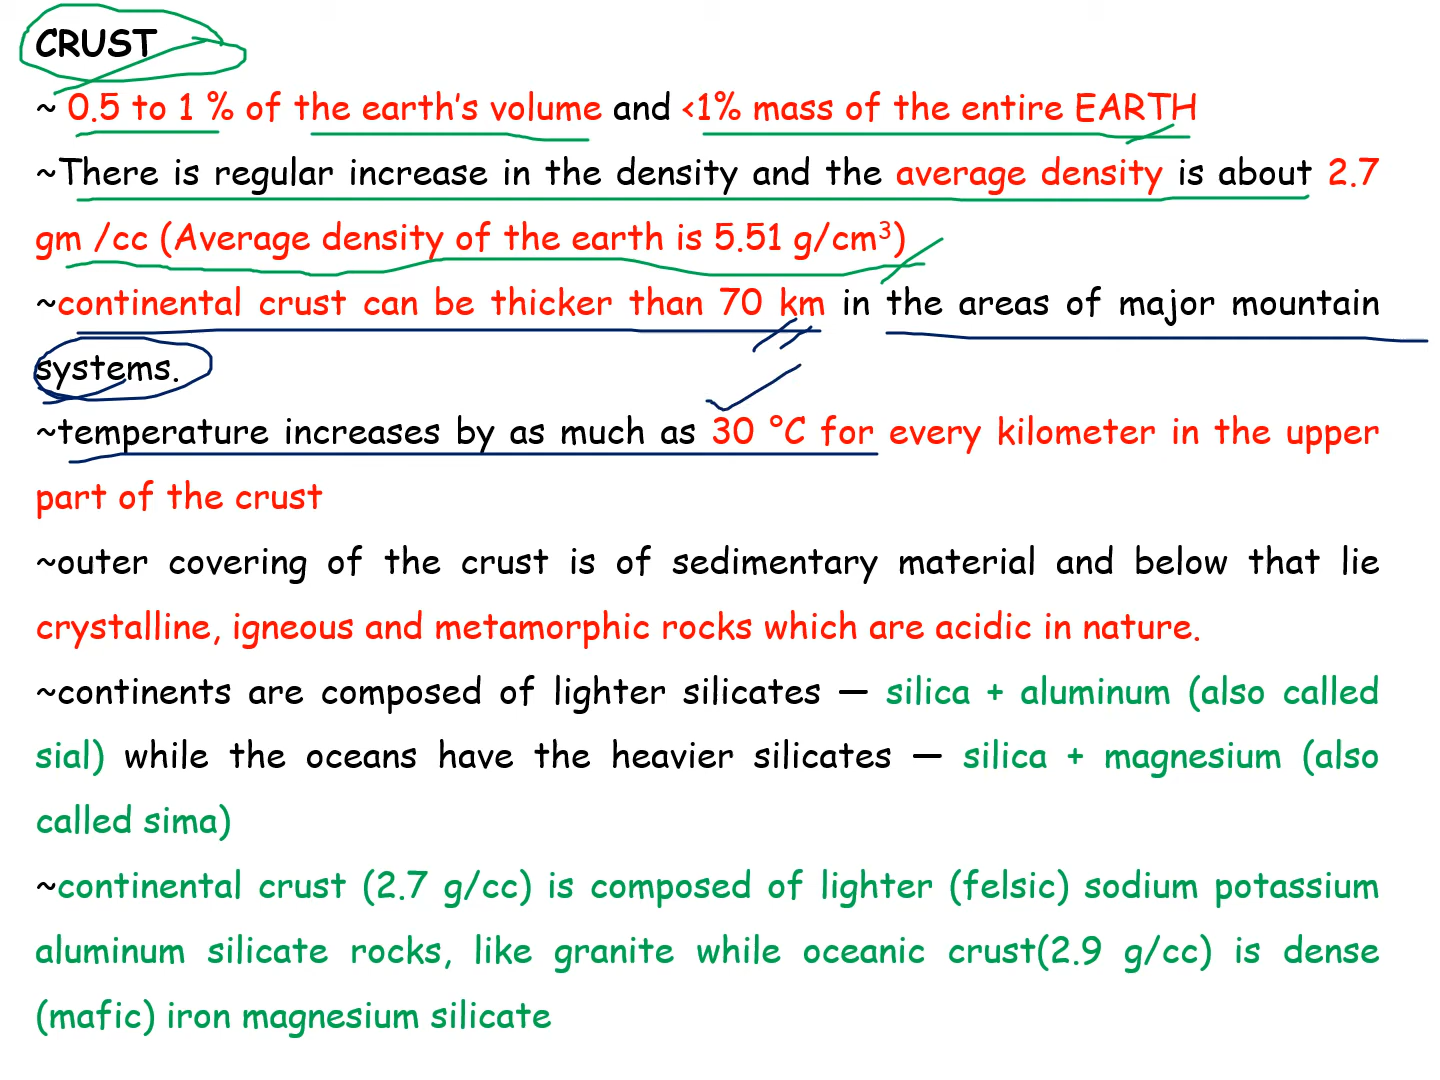 CRUST
~ 0.5 to 1 % of the earth's volume and <1% mass of the entire EARTH
~There is regular increase in the density and the average density is about 2.7
gm /cc (Average density of the earth is 5.51 g/cm³)
~continental crust can be thicker than 70 km in the areas of major mountain
systems.
~temperature increases by as much as 30 °C for every kilometer in the upper
part of the crust
~outer covering of the crust is of sedimentary material and below that lie
crystalline, igneous and metamorphic rocks which are acidic in nature.
~continents are composed of lighter silicates — silica + aluminum (also called
sial) while the oceans have the heavier silicates — silica + magnesium (also
called sima)
~continental crust (2.7 g/cc) is composed of lighter (felsic) sodium potassium
aluminum silicate rocks, like granite while oceanic crust(2.9 g/cc) is dense
(mafic) iron magnesium silicate